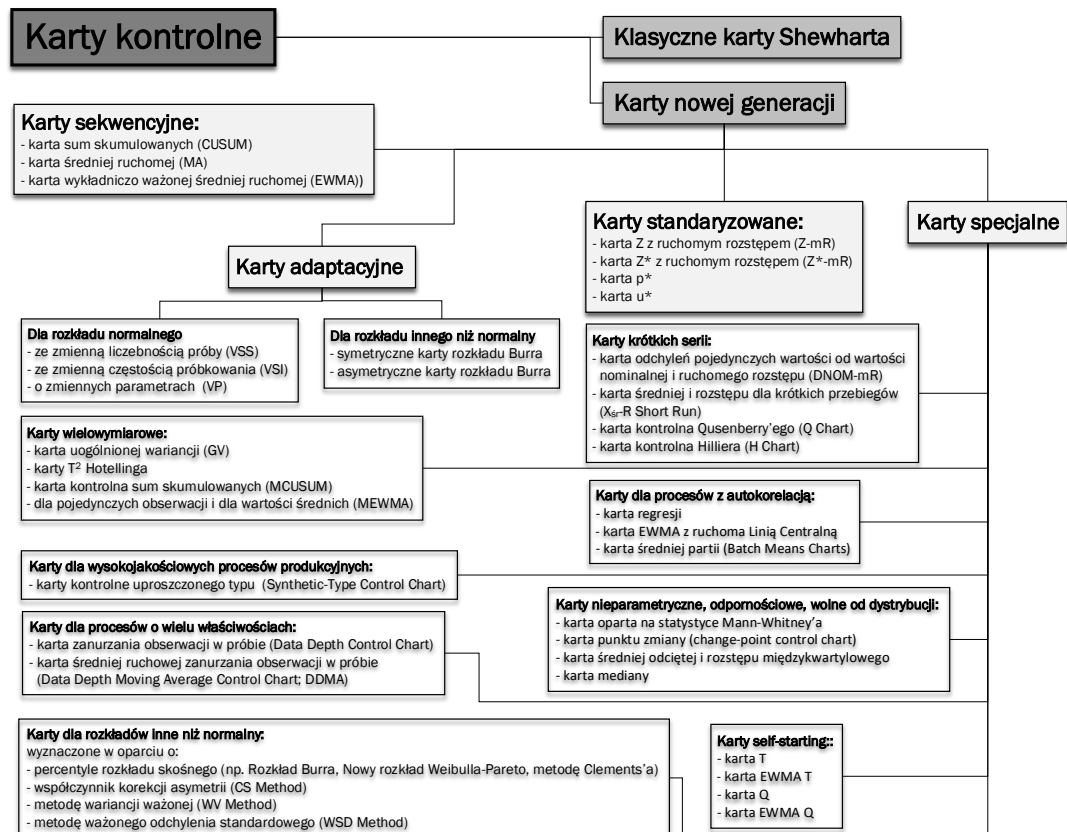 Karty kontrolne
Klasyczne karty Shewharta
Karty nowej generacji
Karty sekwencyjne:
- karta sum skumulowanych (CUSUM)
- karta średniej ruchomej (MA)
- karta wykładniczo ważonej średniej ruchomej (EWMA))
Karty standaryzowane:
- karta Z z ruchomym rozstępem (Z-mR)
- karta Z* z ruchomym rozstępem (Z*-mR)
- karta p*
- karta u*
Karty specjalne
Karty adaptacyjne
Dla rozkładu normalnego
- ze zmienną liczebnością próby (VSS)
- ze zmienną częstością próbkowania (VSI)
- o zmiennych parametrach (VP)
Dla rozkładu innego niż normalny
- symetryczne karty rozkładu Burra
- asymetryczne karty rozkładu Burra
Karty krótkich serii:
- karta odchyleń pojedynczych wartości od wartości
nominalnej i ruchomego rozstępu (DNOM-mR)
- karta średniej i rozstępu dla krótkich przebiegów
(Xśr-R Short Run)
- karta kontrolna Qusenberry'ego (Q Chart)
- karta kontrolna Hilliera (H Chart)
Karty wielowymiarowe:
- karta uogólnionej wariancji (GV)
- karty T² Hotellinga
- karta kontrolna sum skumulowanych (MCUSUM)
- dla pojedynczych obserwacji i dla wartości średnich (MEWMA)
Karty dla procesów z autokorelacją:
- karta regresji
- karta EWMA z ruchoma Linią Centralną
- karta średniej partii (Batch Means Charts)
Karty dla wysokojakościowych procesów produkcyjnych:
- karty kontrolne uproszczonego typu (Synthetic-Type Control Chart)
Karty nieparametryczne, odpornościowe, wolne od dystrybucji:
- karta oparta na statystyce Mann-Whitney'a
- karta punktu zmiany (change-point control chart)
- karta średniej odciętej i rozstępu międzykwartylowego
- karta mediany
Karty dla procesów o wielu właściwościach:
- karta zanurzania obserwacji w próbie (Data Depth Control Chart)
- karta średniej ruchowej zanurzania obserwacji w próbie
(Data Depth Moving Average Control Chart; DDMA)
Karty dla rozkładów inne niż normalny:
wyznaczone w oparciu o:
- percentyle rozkładu skośnego (np. Rozkład Burra, Nowy rozkład Weibulla-Pareto, metodę Clements'a)
- współczynnik korekcji asymetrii (CS Method)
- metodę wariancji ważonej (WV Method)
- metodę ważonego odchylenia standardowego (WSD Method)
Karty self-starting::
- karta T
- karta EWMA T
- karta Q
- karta EWMA Q